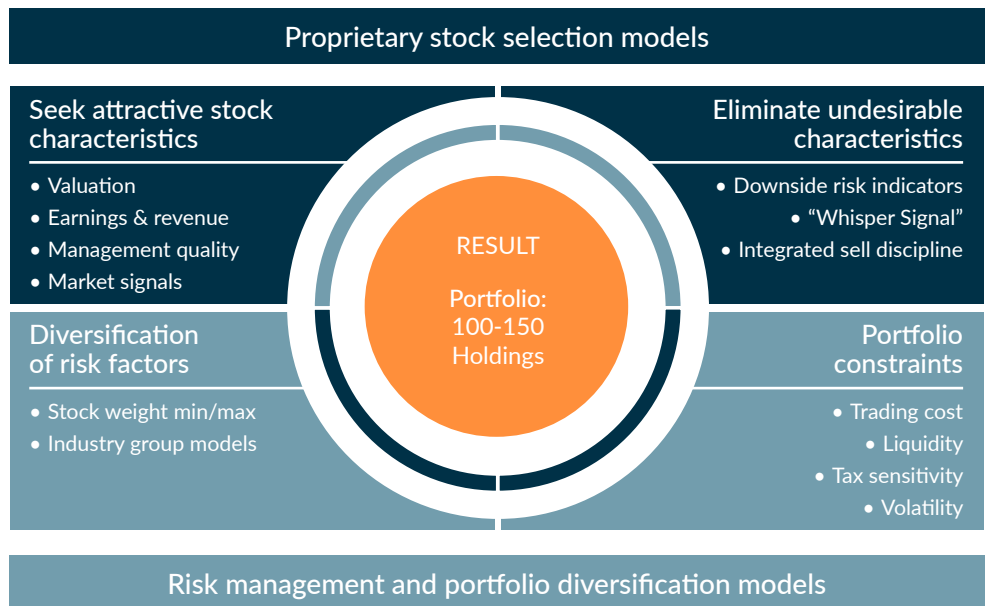 Proprietary stock selection models
Seek attractive stock
characteristics
• Valuation
• Earnings & revenue
• Management quality
• Market signals
Eliminate undesirable
characteristics
• Downside risk indicators
• “Whisper Signal”
• Integrated sell discipline
RESULT
Portfolio:
100-150
Holdings
Diversification
of risk factors
• Stock weight min/max
• Industry group models
Portfolio
constraints
• Trading cost
• Liquidity
• Tax sensitivity
• Volatility
Risk management and portfolio diversification models